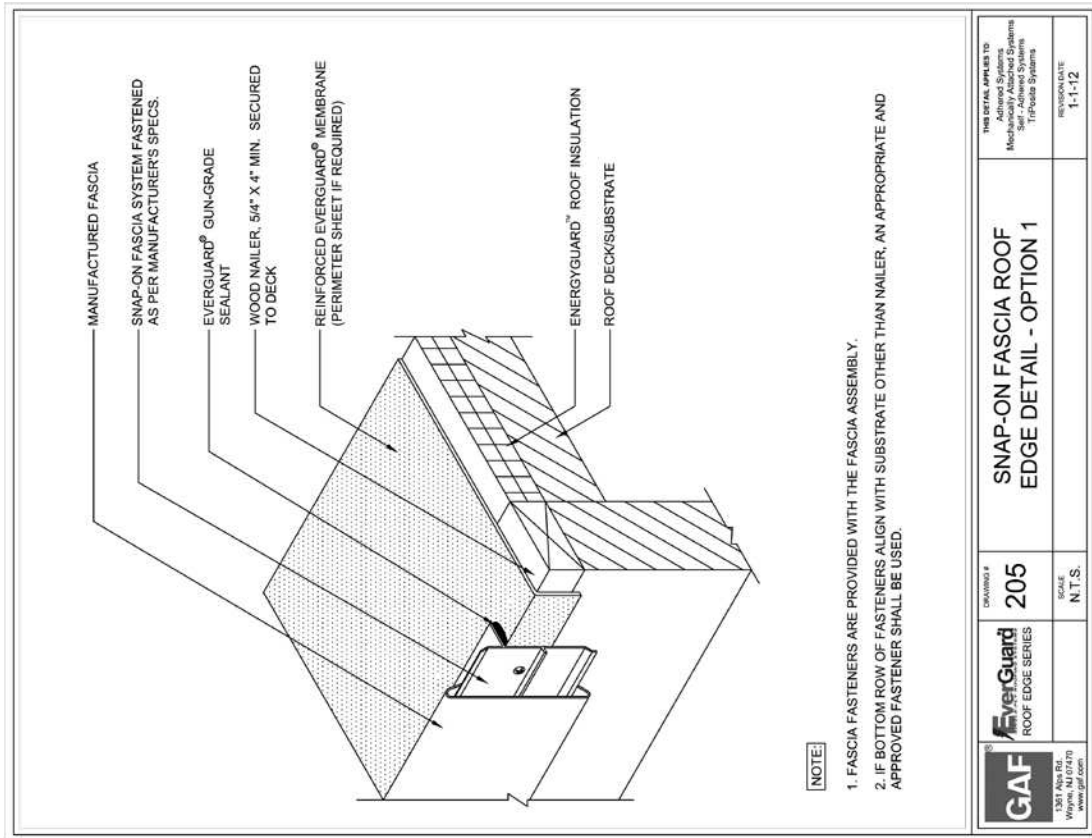 MANUFACTURED FASCIA
SNAP-ON FASCIA SYSTEM FASTENED
AS PER MANUFACTURER'S SPECS.
EVERGUARD® GUN-GRADE
SEALANT
WOOD NAILER, 5/4" X 4" MIN. SECURED
TO DECK
REINFORCED EVERGUARD® MEMBRANE
(PERIMETER SHEET IF REQUIRED)
ENERGYGUARD™ ROOF INSULATION
ROOF DECK/SUBSTRATE
NOTE:
1. FASCIA FASTENERS ARE PROVIDED WITH THE FASCIA ASSEMBLY.
2. IF BOTTOM ROW OF FASTENERS ALIGN WITH SUBSTRATE OTHER THAN NAILER, AN APPROPRIATE AND
APPROVED FASTENER SHALL BE USED.
GAF®
1361 Alps Rd.
Wayne, NJ 07470
www.gaf.com
EverGuard
ROOF EDGE SERIES
DRAWING #
205
SCALE
N.T.S.
SNAP-ON FASCIA ROOF
EDGE DETAIL - OPTION 1
THIS DETAIL APPLIES TO:
Adhered Systems
Mechanically Attached Systems
Self - Adhered Systems
TriPosite Systems
REVISION DATE
1-1-12